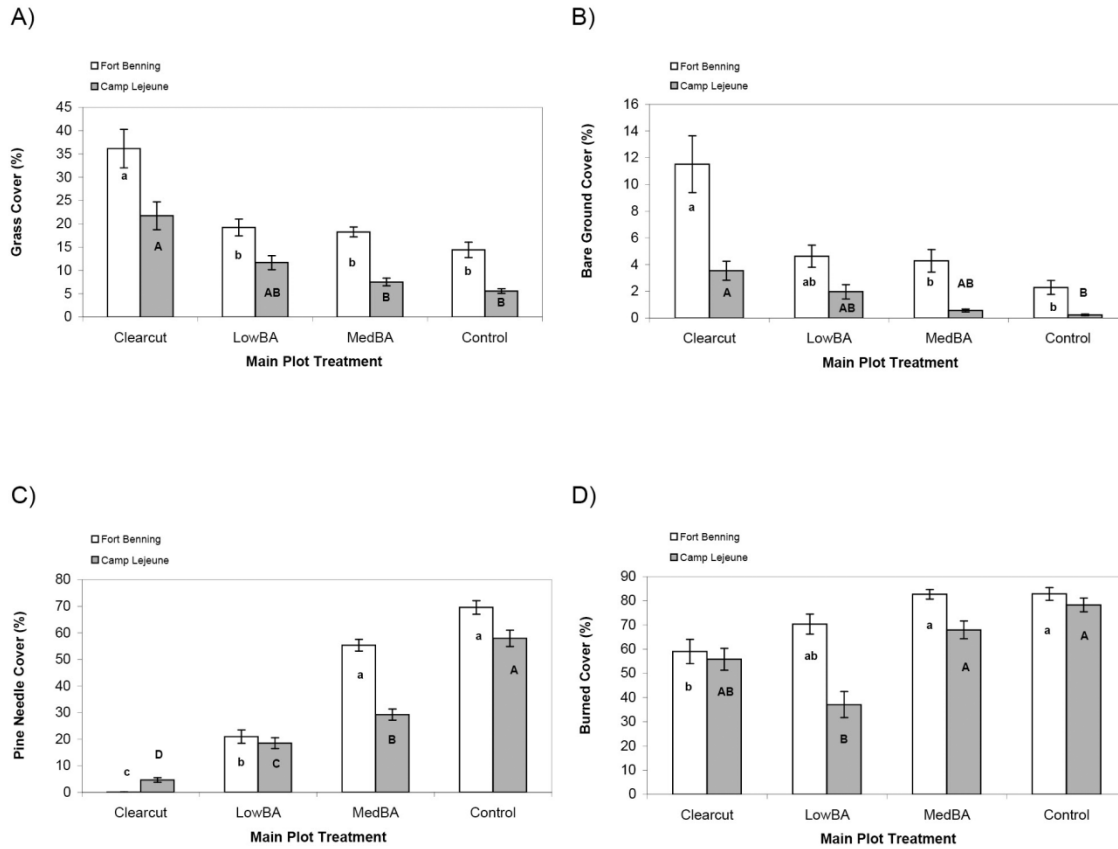 A)
Fort Benning
Camp Lejeune
Grass Cover (%)
45
40
35
30
25
20
15
10
5
0
a
A
b
AB
b
B
b
B
Clearcut LowBA MedBA Control
Main Plot Treatment
B)
Fort Benning
Camp Lejeune
Bare Ground Cover (%)
16
14
12
10
8
6
4
2
0
a
A
ab
AB
b
AB
b
B
Clearcut LowBA MedBA Control
Main Plot Treatment
C)
Fort Benning
Camp Lejeune
Pine Needle Cover (%)
80
70
60
50
40
30
20
10
0
c
D
b
C
a
B
a
A
Clearcut LowBA MedBA Control
Main Plot Treatment
D)
Fort Benning
Camp Lejeune
Burned Cover (%)
90
80
70
60
50
40
30
20
10
0
b
AB
ab
B
a
A
a
A
Clearcut LowBA MedBA Control
Main Plot Treatment